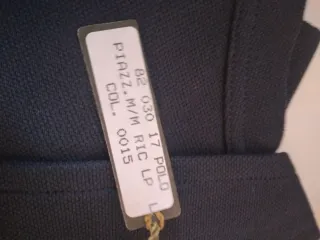 82 030 17 POLO
PIAZZ.M/M RIC LP L
COL. 0015